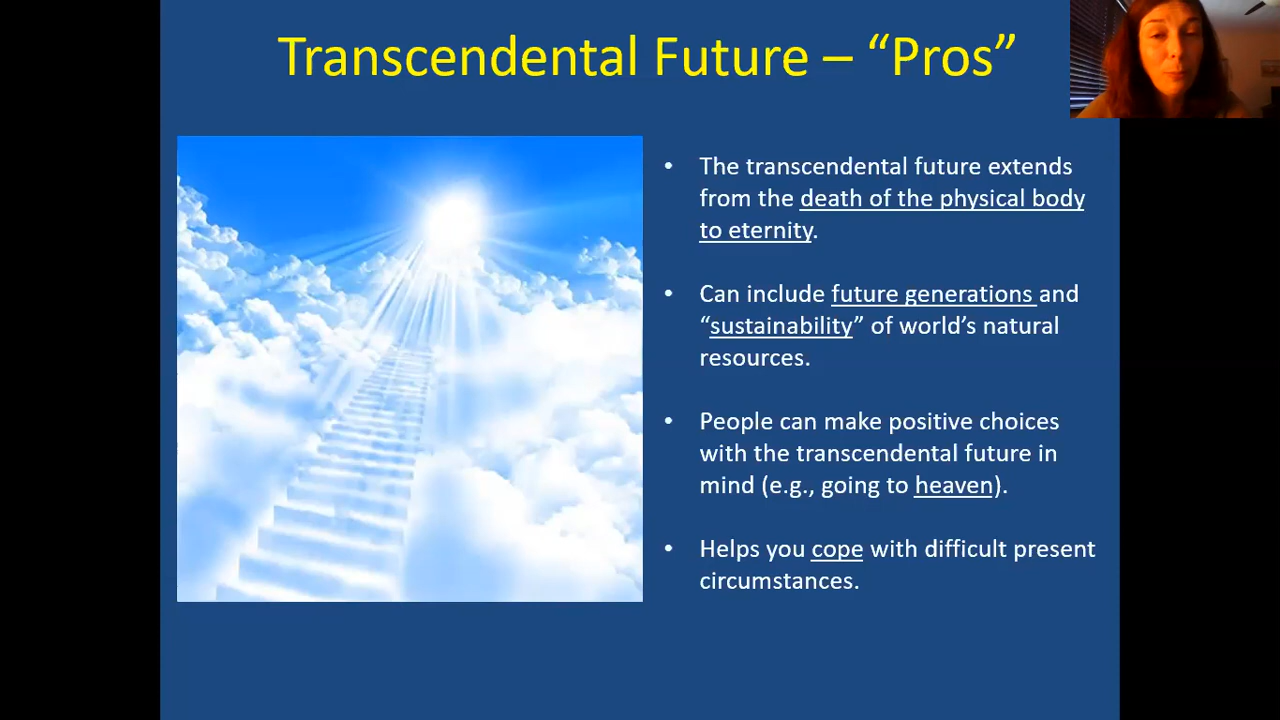 Transcendental Future – “Pros”
• The transcendental future extends
from the death of the physical body
to eternity.
• Can include future generations and
“sustainability” of world’s natural
resources.
• People can make positive choices
with the transcendental future in
mind (e.g., going to heaven).
• Helps you cope with difficult present
circumstances.